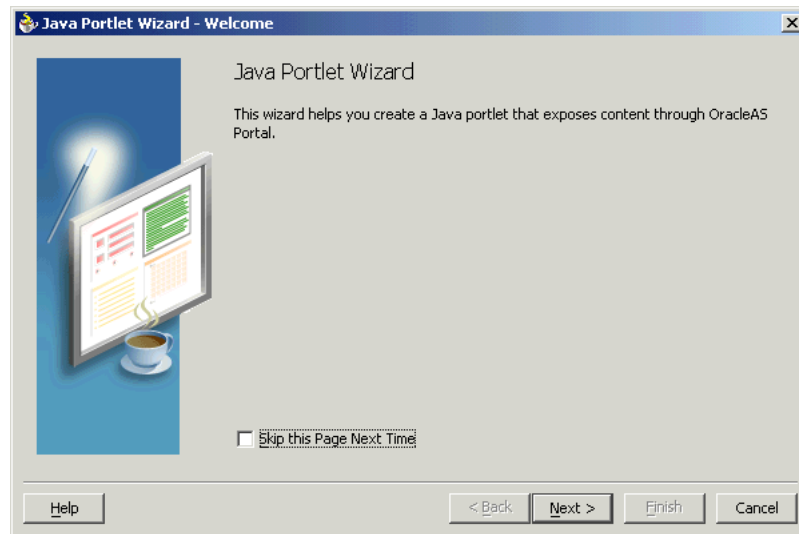 Java Portlet Wizard - Welcome
Java Portlet Wizard
This wizard helps you create a Java portlet that exposes content through OracleAS
Portal.
Skip this Page Next Time
Help
< Back
Next >
Finish
Cancel